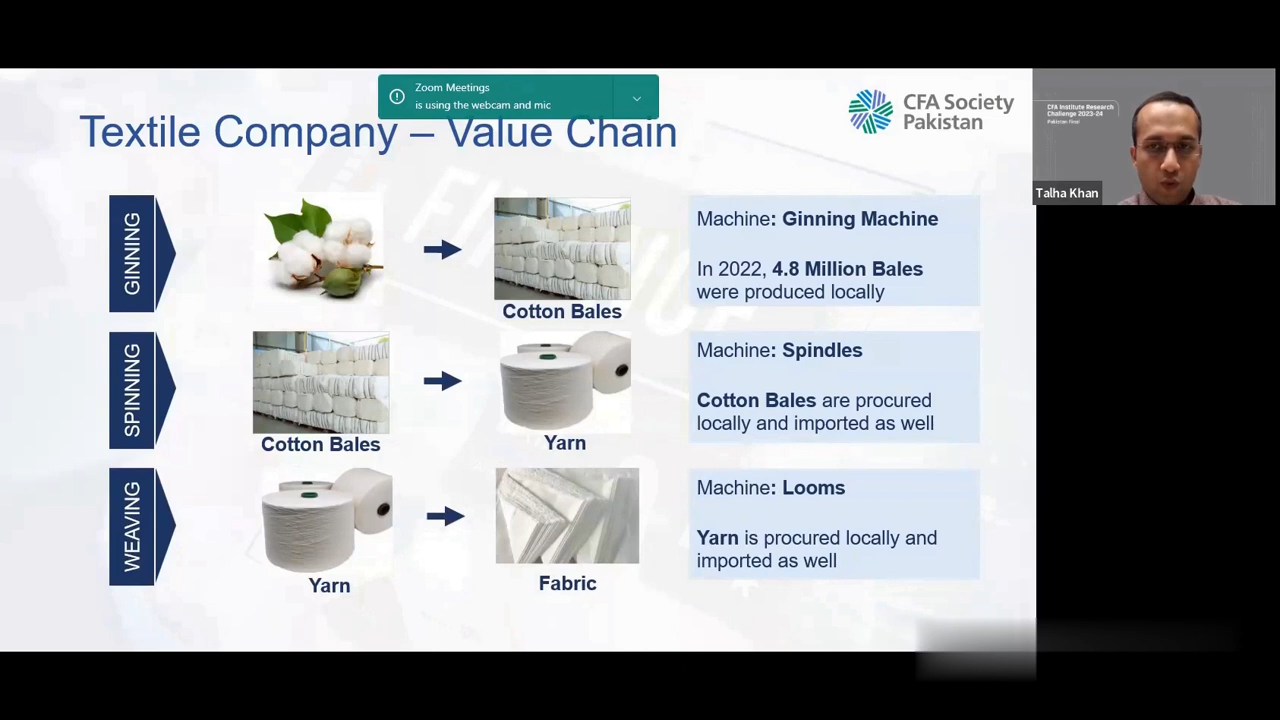 Zoom Meetings
is using the webcam and mic
Textile Company – Value Chain
CFA Society
Pakistan
CFA Institute Research
Challenge 2023-24
Pakistan Final
Talha Khan
GINNING
Cotton Bales
Machine: Ginning Machine
In 2022, 4.8 Million Bales
were produced locally
SPINNING
Cotton Bales
Yarn
Machine: Spindles
Cotton Bales are procured
locally and imported as well
WEAVING
Yarn
Fabric
Machine: Looms
Yarn is procured locally and
imported as well